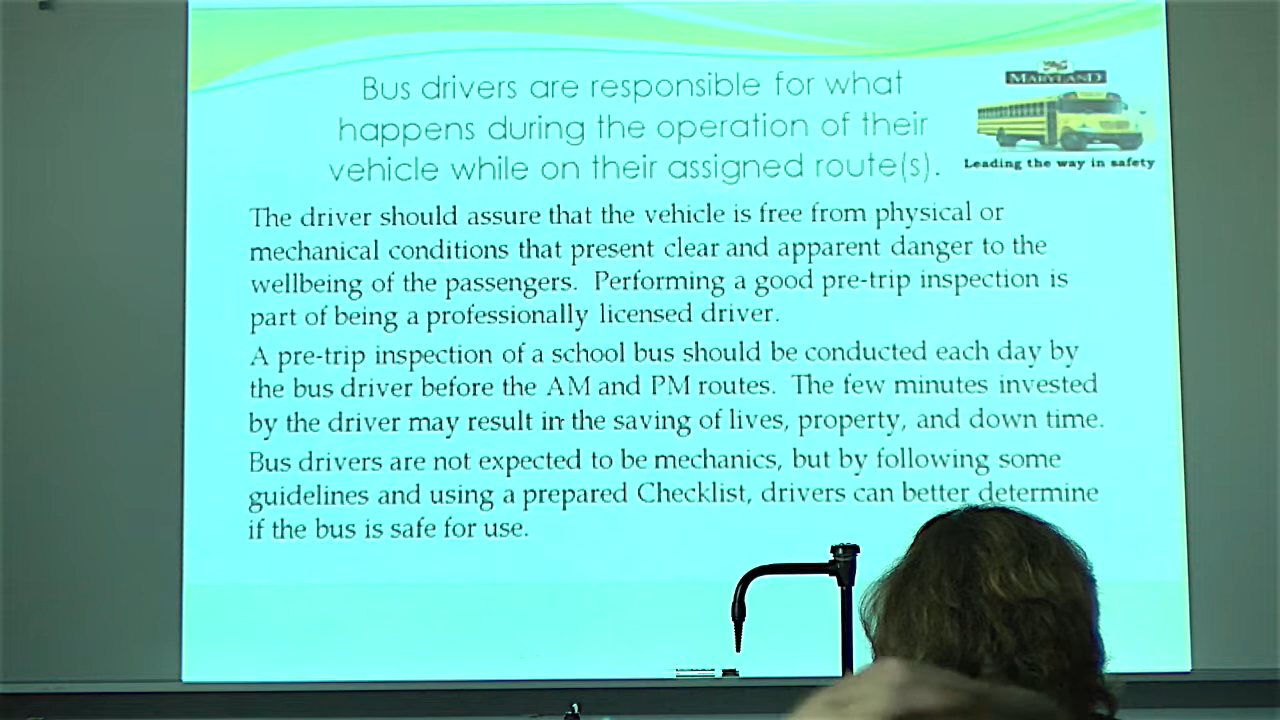 Bus drivers are responsible for what
happens during the operation of their
vehicle while on their assigned route(s).
MARYLAND
Leading the way in safety
The driver should assure that the vehicle is free from physical or
mechanical conditions that present clear and apparent danger to the
wellbeing of the passengers. Performing a good pre-trip inspection is
part of being a professionally licensed driver.
A pre-trip inspection of a school bus should be conducted each day by
the bus driver before the AM and PM routes. The few minutes invested
by the driver may result in the saving of lives, property, and down time.
Bus drivers are not expected to be mechanics, but by following some
guidelines and using a prepared Checklist, drivers can better determine
if the bus is safe for use.